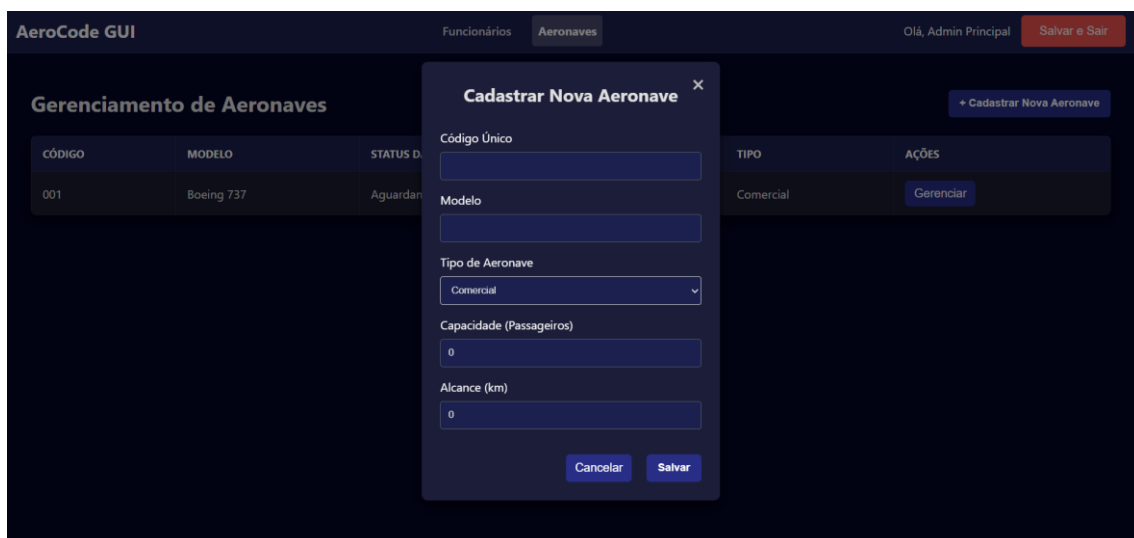 AeroCode GUI Funcionários Aeronaves Olá, Admin Principal Salvar e Sair
Gerenciamento de Aeronaves + Cadastrar Nova Aeronave
CÓDIGO MODELO STATUS TIPO AÇÕES
001 Boeing 737 Comercial Gerenciar
Cadastrar Nova Aeronave ×
Código Único
Modelo
Tipo de Aeronave
Comercial
Capacidade (Passageiros)
0
Alcance (km)
0
Cancelar Salvar